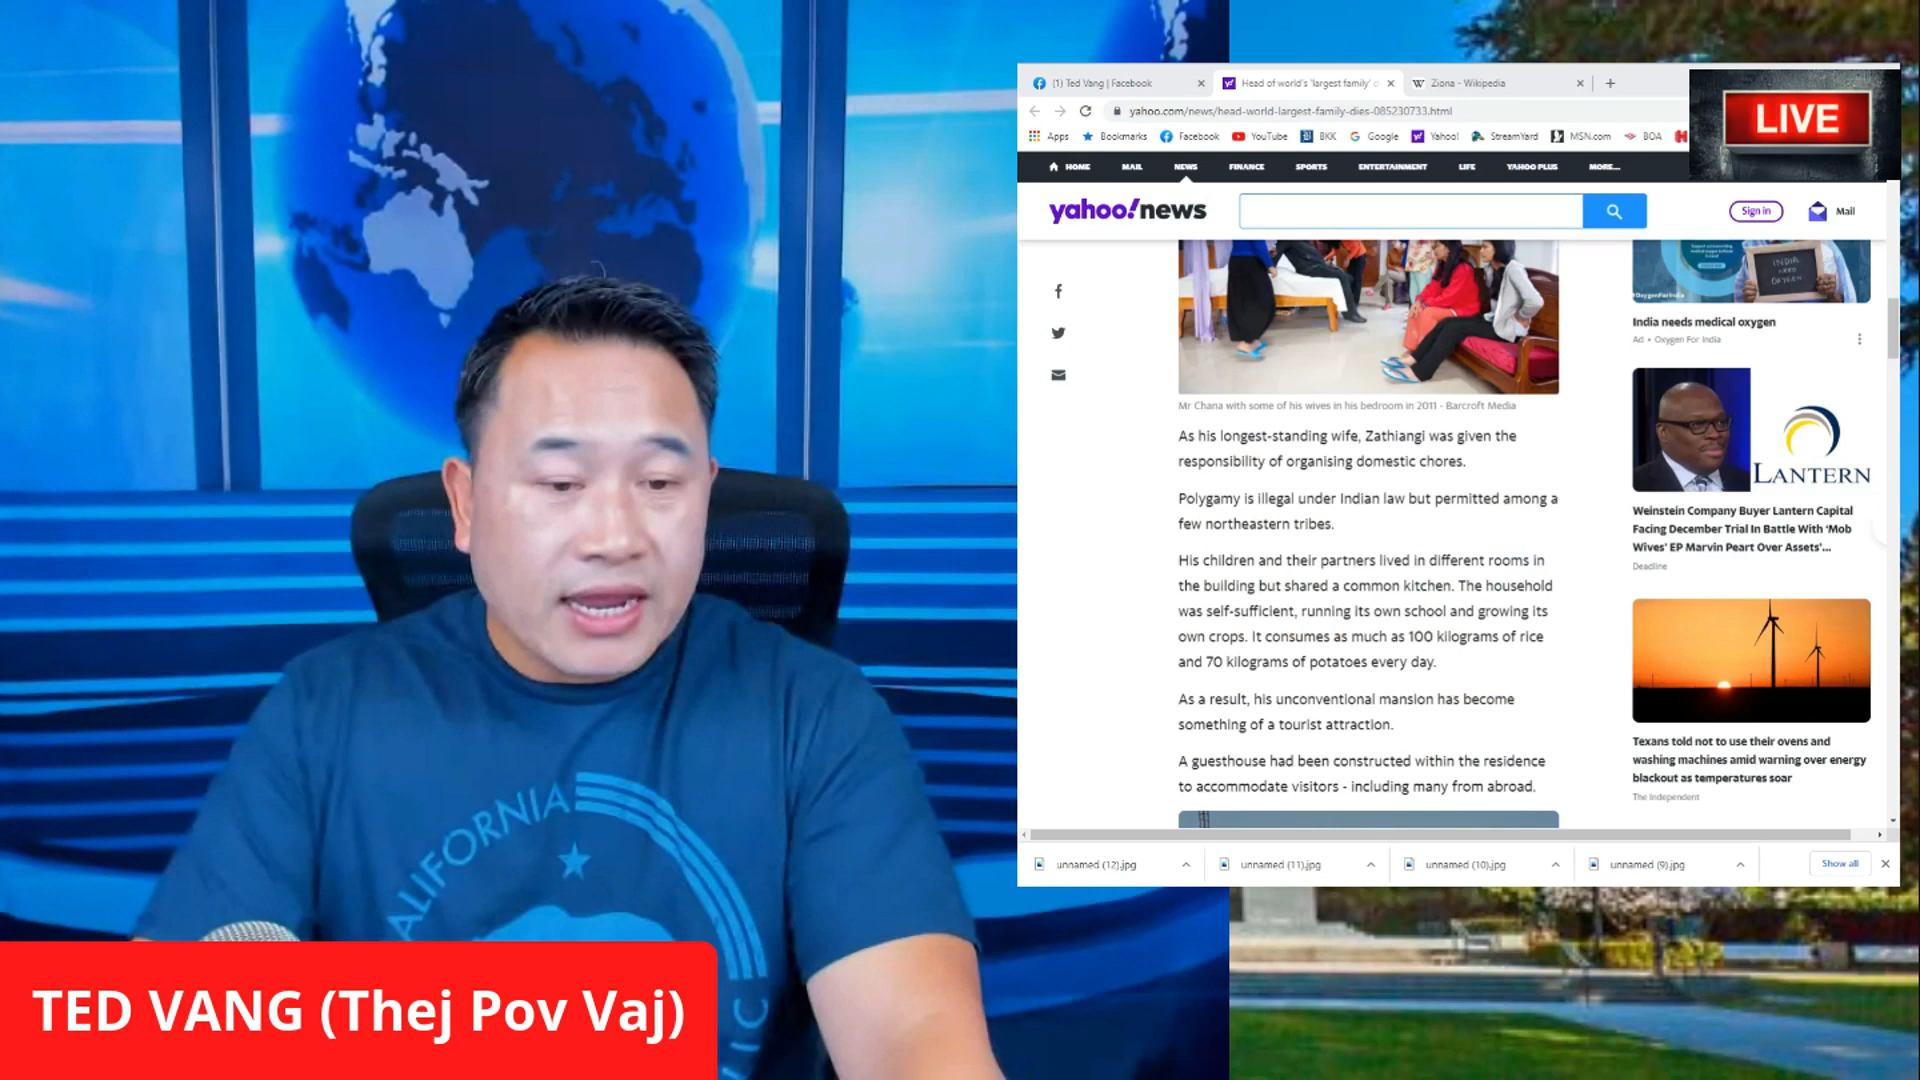 (1) Ted Vang | Facebook
Head of world's 'largest family'
Ziona - Wikipedia
yahoo.com/news/head-world-largest-family-dies-085230733.html
LIVE
Apps Bookmarks Facebook YouTube BKK Google Yahoo! StreamYard MSN.com BOA
HOME MAIL NEWS FINANCE SPORTS ENTERTAINMENT LIFE YAHOO PLUS MORE...
yahoo!news
Sign in
Mail
Mr Chana with some of his wives in his bedroom in 2011 - Barcroft Media
As his longest-standing wife, Zathiangi was given the
responsibility of organising domestic chores.
Polygamy is illegal under Indian law but permitted among a
few northeastern tribes.
His children and their partners lived in different rooms in
the building but shared a common kitchen. The household
was self-sufficient, running its own school and growing its
own crops. It consumes as much as 100 kilograms of rice
and 70 kilograms of potatoes every day.
As a result, his unconventional mansion has become
something of a tourist attraction.
A guesthouse had been constructed within the residence
to accommodate visitors - including many from abroad.
INDIA
NEED
OXYGEN
#OxygenForIndia
India needs medical oxygen
Ad • Oxygen For India
LANTERN
Weinstein Company Buyer Lantern Capital
Facing December Trial In Battle With 'Mob
Wives' EP Marvin Peart Over Assets'...
Deadline
Texans told not to use their ovens and
washing machines amid warning over energy
blackout as temperatures soar
The Independent
unnamed (12).jpg
unnamed (11).jpg
unnamed (10).jpg
unnamed (9).jpg
Show all
ALIFORNIA
IC
TED VANG (Thej Pov Vaj)